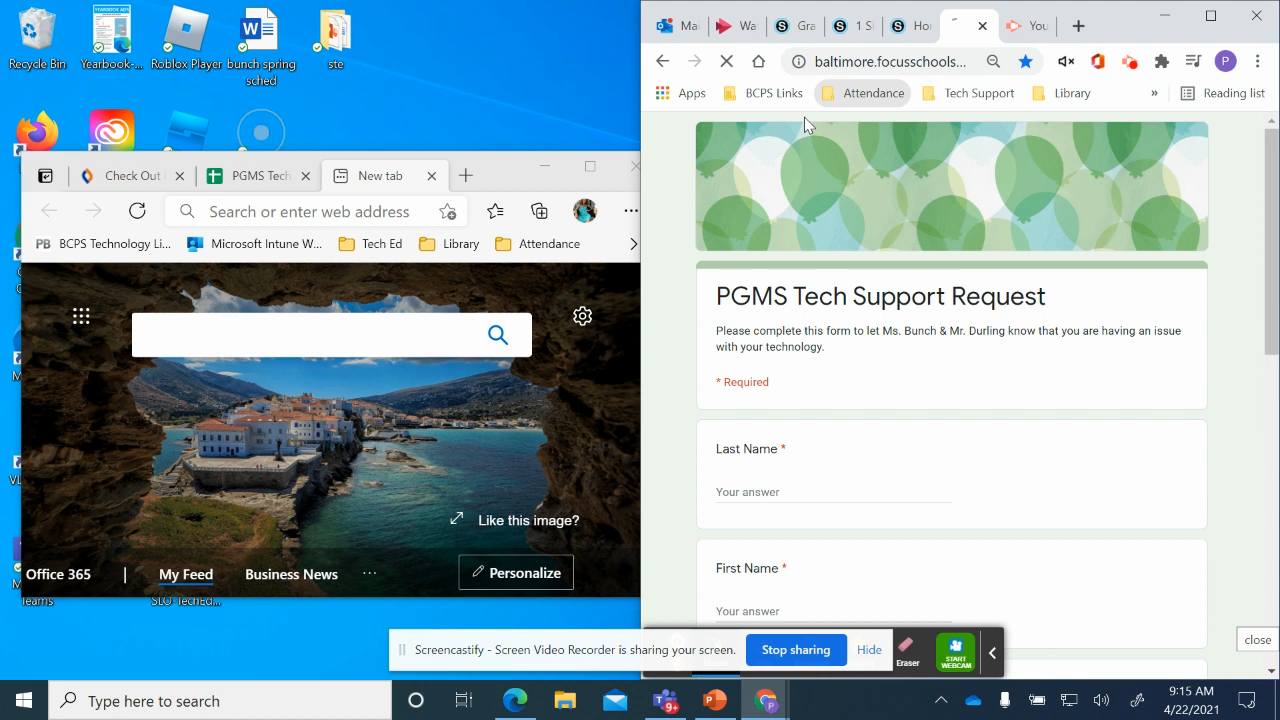 Recycle Bin
Yearbook-...
Roblox Player
bunch spring
sched
ste
Teams
SLO TechEd...
Check Out
PGMS Tech
New tab
Search or enter web address
PB BCPS Technology Li...
Microsoft Intune W...
Tech Ed
Library
Attendance
Like this image?
Office 365
My Feed
Business News
...
Personalize
Ma
Wa
Sca
1 S
Ho
You
baltimore.focusschools...
P
Apps
BCPS Links
Attendance
Tech Support
Library
»
Reading list
PGMS Tech Support Request
Please complete this form to let Ms. Bunch & Mr. Durling know that you are having an issue
with your technology.
* Required
Last Name *
Your answer
First Name *
Your answer
close
Screencastify - Screen Video Recorder is sharing your screen.
Stop sharing
Hide
Eraser
START
WEBCAM
Type here to search
9+
9:15 AM
4/22/2021